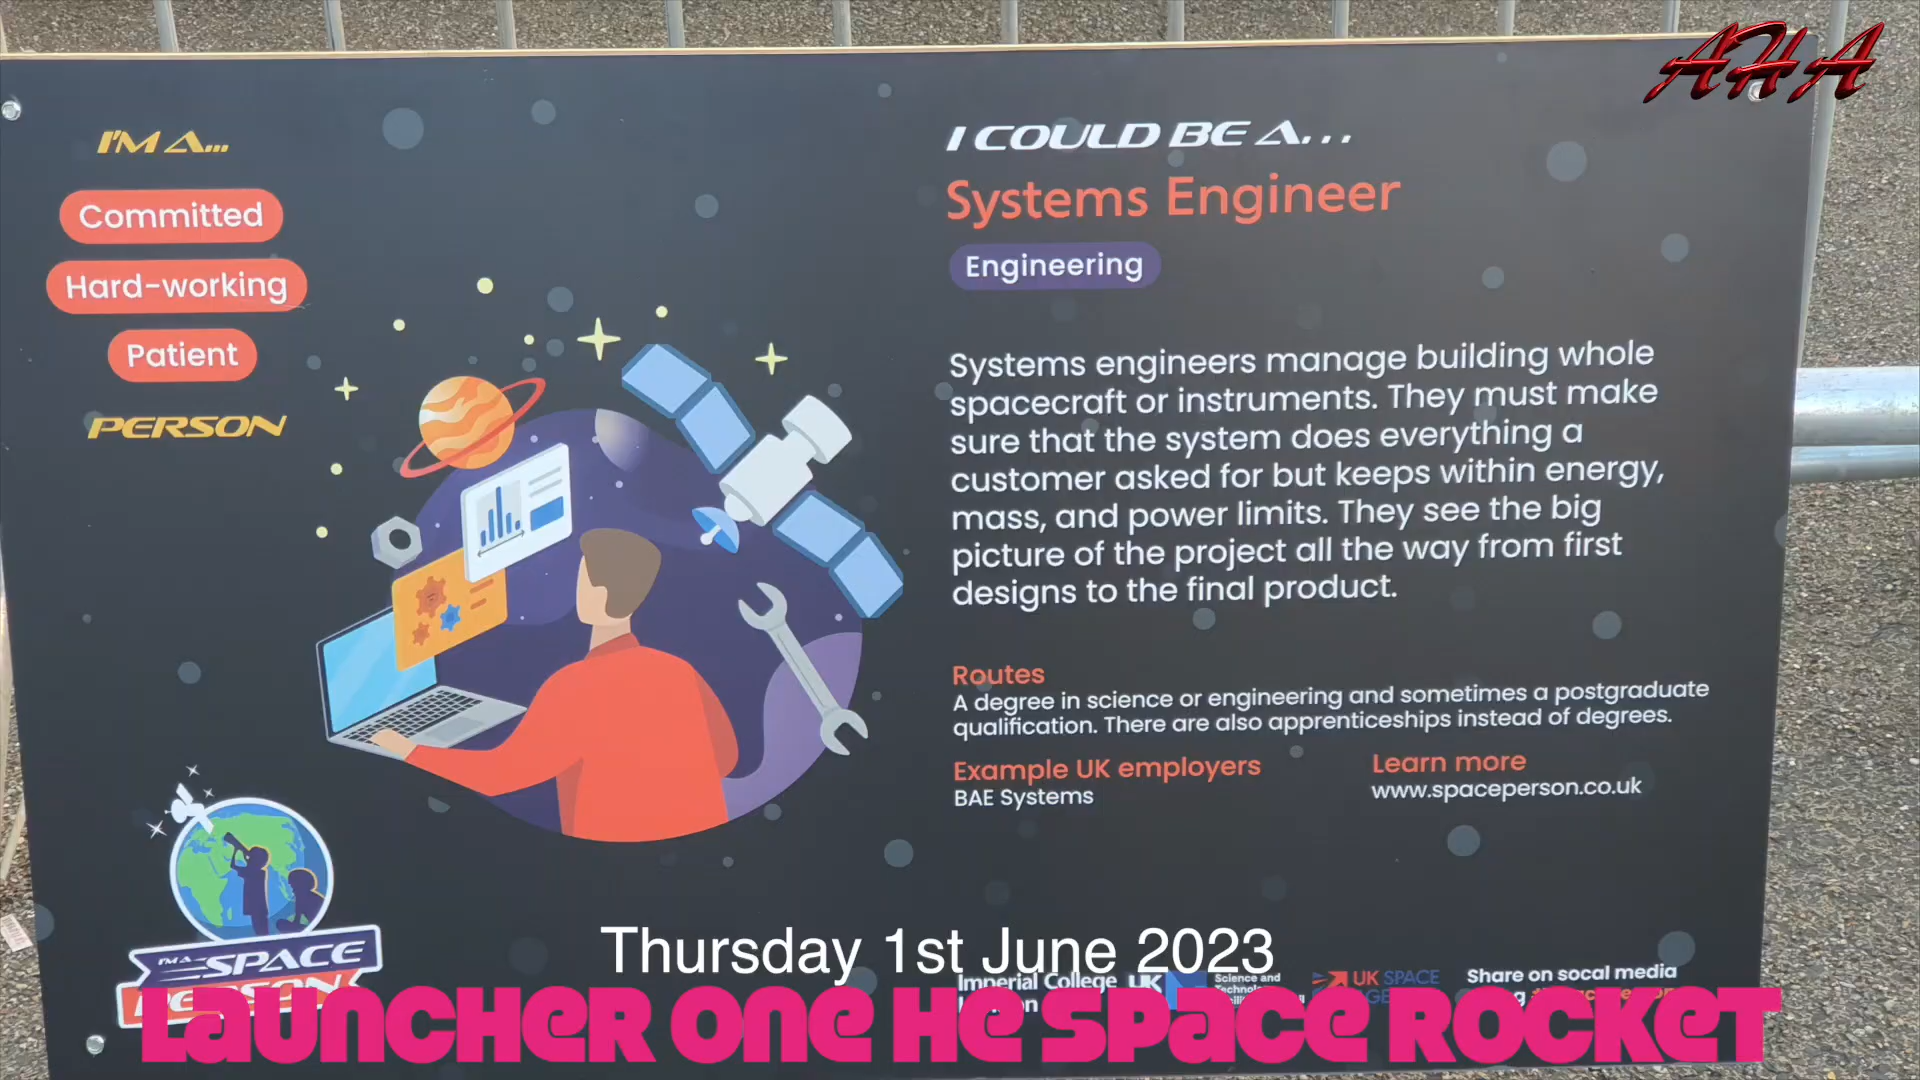 AHA
I'M A...
Committed
Hard-working
Patient
PERSON
I COULD BE A...
Systems Engineer
Engineering
Systems engineers manage building whole
spacecraft or instruments. They must make
sure that the system does everything a
customer asked for but keeps within energy,
mass, and power limits. They see the big
picture of the project all the way from first
designs to the final product.
Routes
A degree in science or engineering and sometimes a postgraduate
qualification. There are also apprenticeships instead of degrees.
Example UK employers
BAE Systems
Learn more
www.spaceperson.co.uk
I'M A SPACE
PERSON
Thursday 1st June 2023
Imperial College
UK
Science and
UK SPACE
Share on socal media
LAUNCHER ONE HE SPACE ROCKET